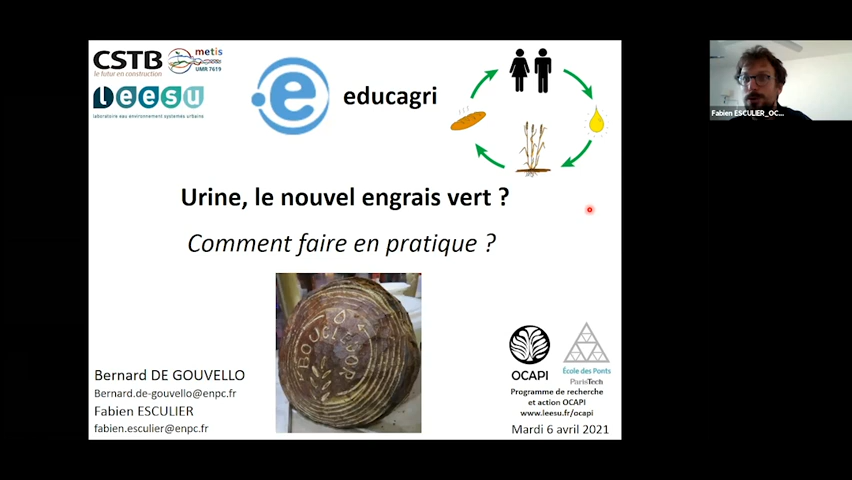 CSTB
le futur en construction
metis
UMR 7619
Leesu
laboratoire eau environnement systèmes urbains
educagri
Fabien ESCULIER_OC...
Urine, le nouvel engrais vert ?
Comment faire en pratique ?
BOUCL
Bernard DE GOUVELLO
Bernard.de-gouvello@enpc.fr
Fabien ESCULIER
fabien.esculier@enpc.fr
OCAPI
École des Ponts
ParisTech
Programme de recherche
et action OCAPI
www.leesu.fr/ocapi
Mardi 6 avril 2021